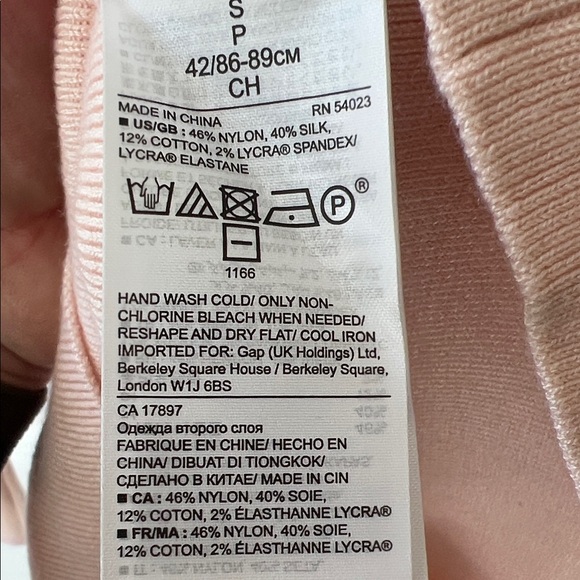 S
P
42/86-89CM
CH
MADE IN CHINA RN 54023
■ US/GB : 46% NYLON, 40% SILK,
12% COTTON, 2% LYCRA® SPANDEX/
LYCRA® ELASTANE
P ®
1166
HAND WASH COLD/ ONLY NON-
CHLORINE BLEACH WHEN NEEDED/
RESHAPE AND DRY FLAT/ COOL IRON
IMPORTED FOR: Gap (UK Holdings) Ltd,
Berkeley Square House / Berkeley Square,
London W1J 6BS
CA 17897
Одежда второго слоя
FABRIQUE EN CHINE/ HECHO EN
CHINA/ DIBUAT DI TIONGKOK/
СДЕЛАНО В КИТАЕ/ MADE IN CIN
■ CA : 46% NYLON, 40% SOIE,
12% COTON, 2% ÉLASTHANNE LYCRA®
■ FR/MA : 46% NYLON, 40% SOIE,
12% COTON, 2% ÉLASTHANNE LYCRA®